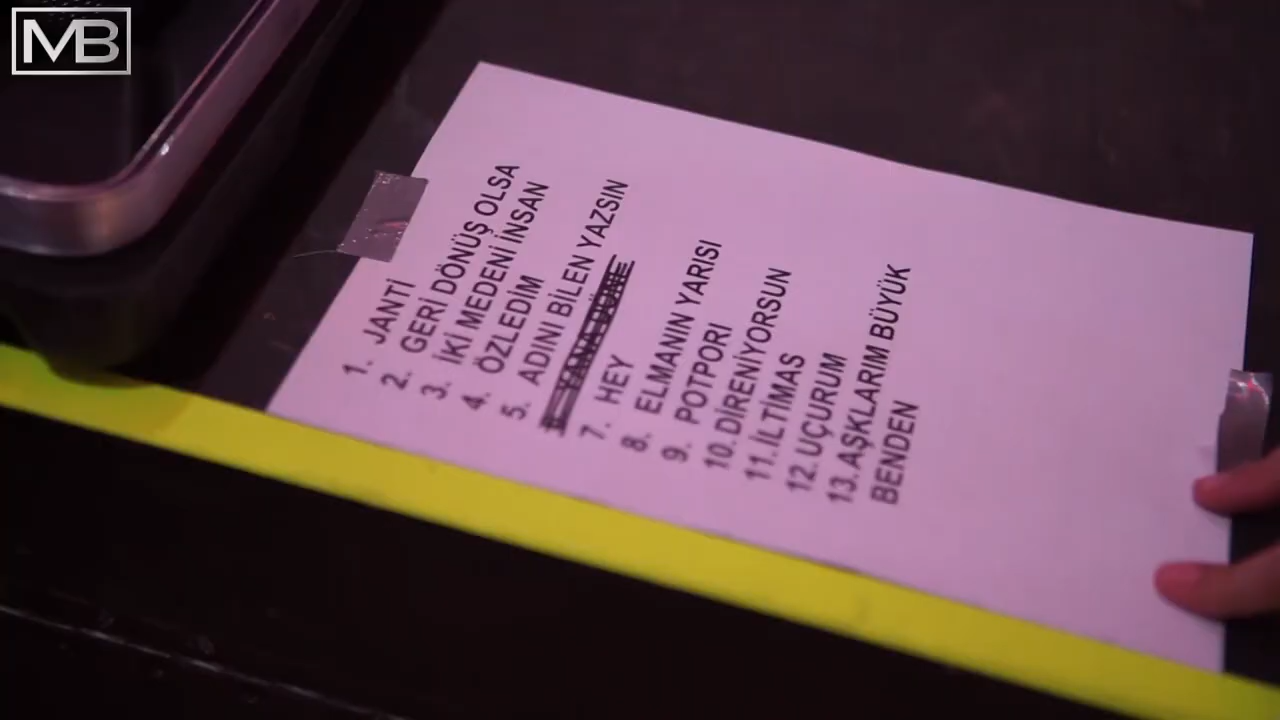 MB
1. JANTİ
2. GERİ DÖNÜŞ OLSA
3. İKİ MEDENİ İNSAN
4. ÖZLEDİM
5. ADINI BİLEN YAZSIN
YANA DÖNE
7. HEY
8. ELMANIN YARISI
9. POTPORİ
10. DİRENİYORSUN
11. İLTİMAS
12. UÇURUM
13. AŞKLARIM BÜYÜK
BENDEN